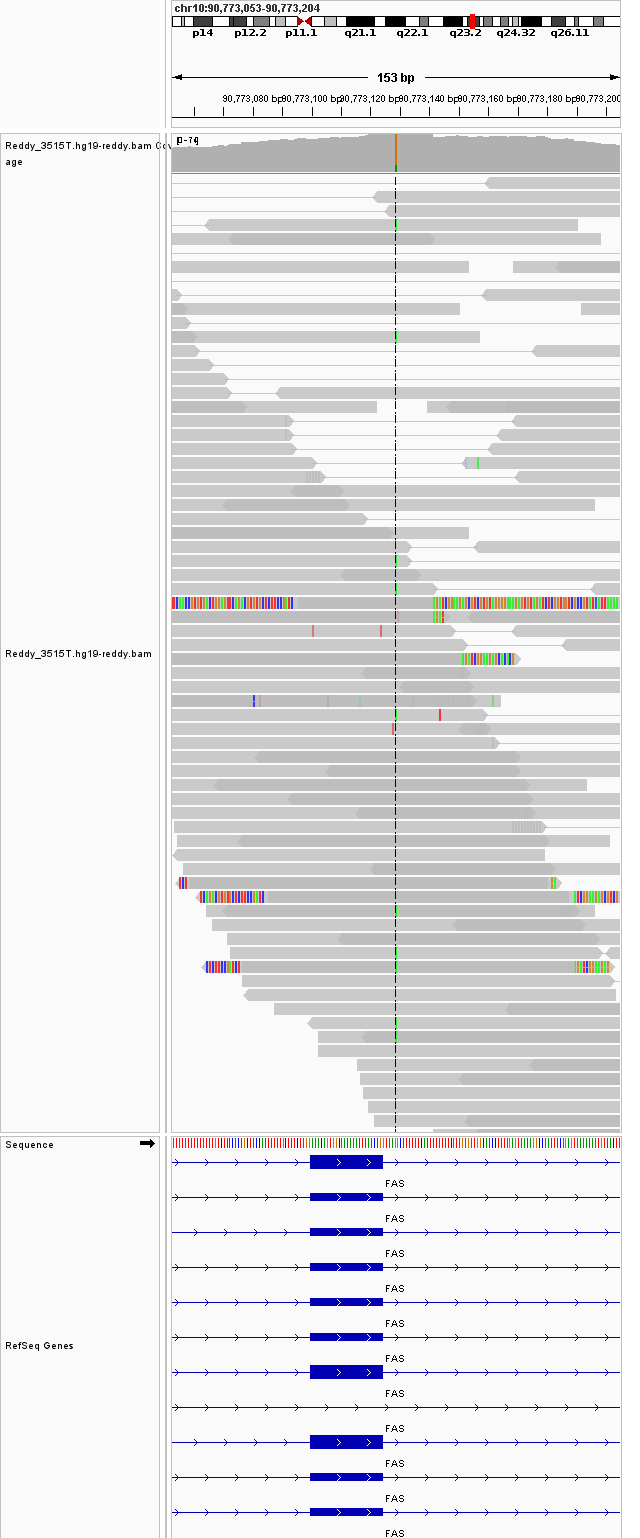 chr10:90,773,053-90,773,204
p14 p12.2 p11.1 q21.1 q22.1 q23.2 q24.32 q26.11
153 bp
90,773,080 bp 90,773,100 bp 90,773,120 bp 90,773,140 bp 90,773,160 bp 90,773,180 bp 90,773,200
Reddy_3515T.hg19-reddy.bam Cov
age
Reddy_3515T.hg19-reddy.bam
Sequence
FAS
FAS
FAS
FAS
FAS
RefSeq Genes
FAS
FAS
FAS
FAS
FAS
FAS